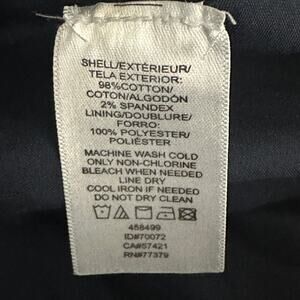 SHELL/EXTÉRIEUR/
TELA EXTERIOR:
98%COTTON/
COTON/ALGODÓN
2% SPANDEX
LINING/DOUBLURE/
FORRO:
100% POLYESTER/
POLIÉSTER
MACHINE WASH COLD
ONLY NON-CHLORINE
BLEACH WHEN NEEDED
LINE DRY
COOL IRON IF NEEDED
DO NOT DRY CLEAN
458499
ID#70072
CA#57421
RN#77379